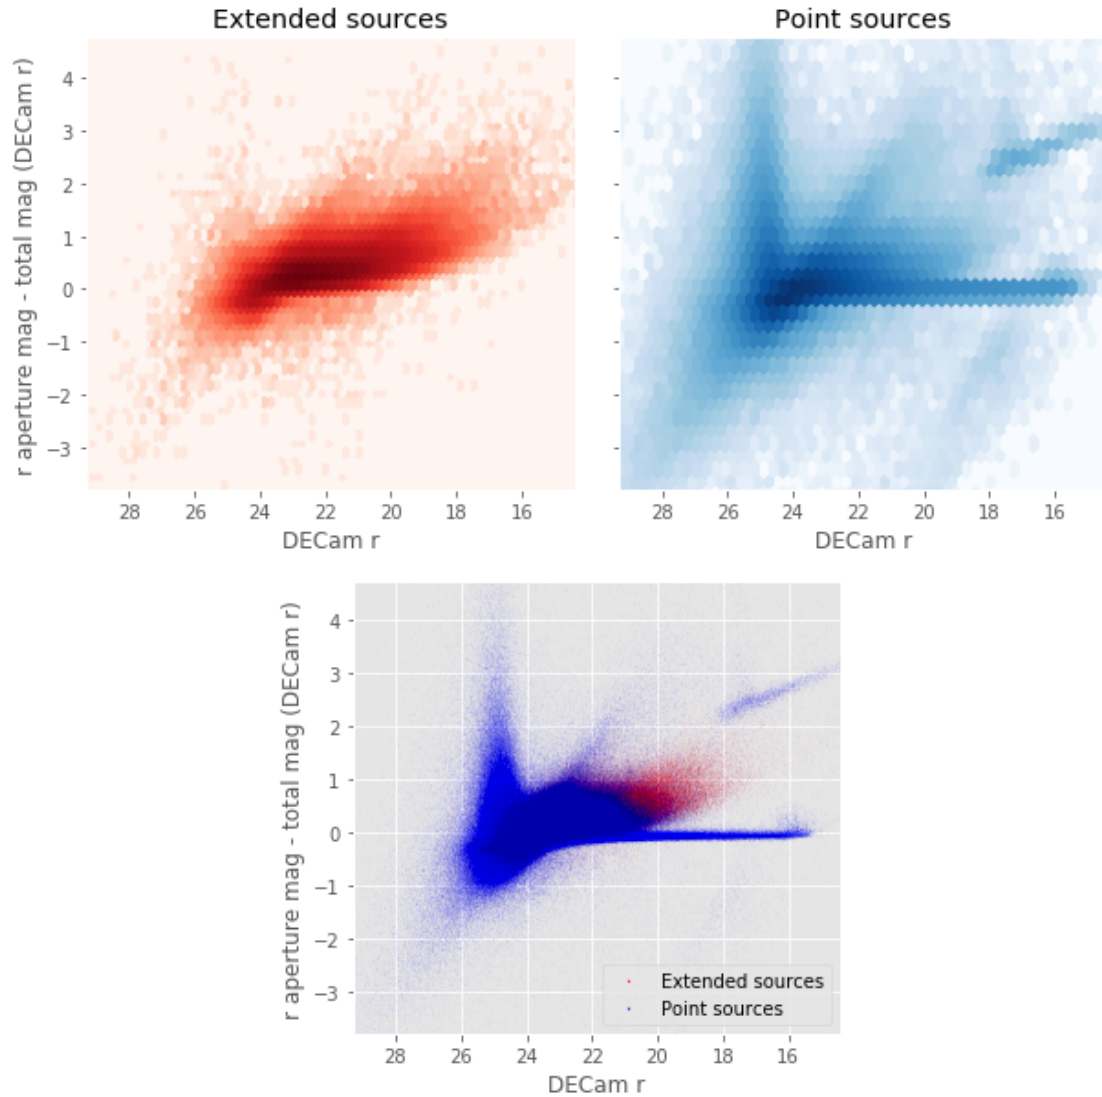 Extended sources
Point sources
r aperture mag - total mag (DECam r)
4
3
2
1
0
−1
−2
−3
28 26 24 22 20 18 16
DECam r
28 26 24 22 20 18 16
DECam r
r aperture mag - total mag (DECam r)
4
3
2
1
0
−1
−2
−3
Extended sources
Point sources
28 26 24 22 20 18 16
DECam r